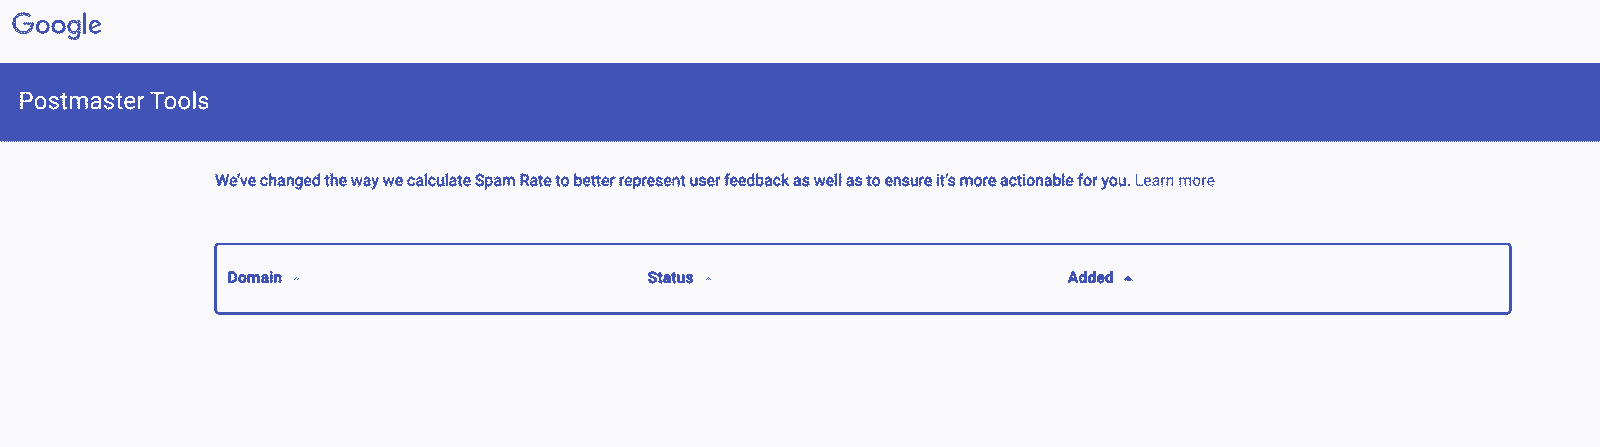 Google
Postmaster Tools
We've changed the way we calculate Spam Rate to better represent user feedback as well as to ensure it's more actionable for you. Learn more
Domain Status Added